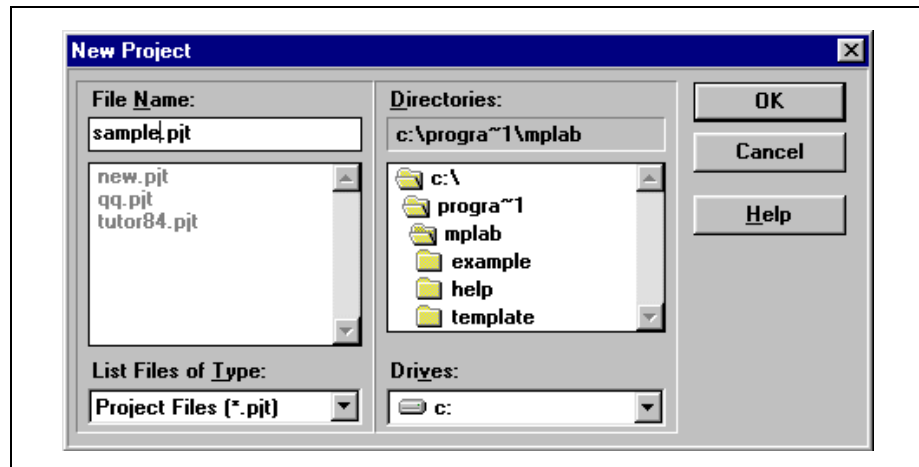 New Project
File Name:
sample.pjt
new.pjt
qq.pjt
tutor84.pjt
List Files of Type:
Project Files (*.pjt)
Directories:
c:\progra~1\mplab
c:\
progra~1
mplab
example
help
template
Drives:
c:
OK
Cancel
Help